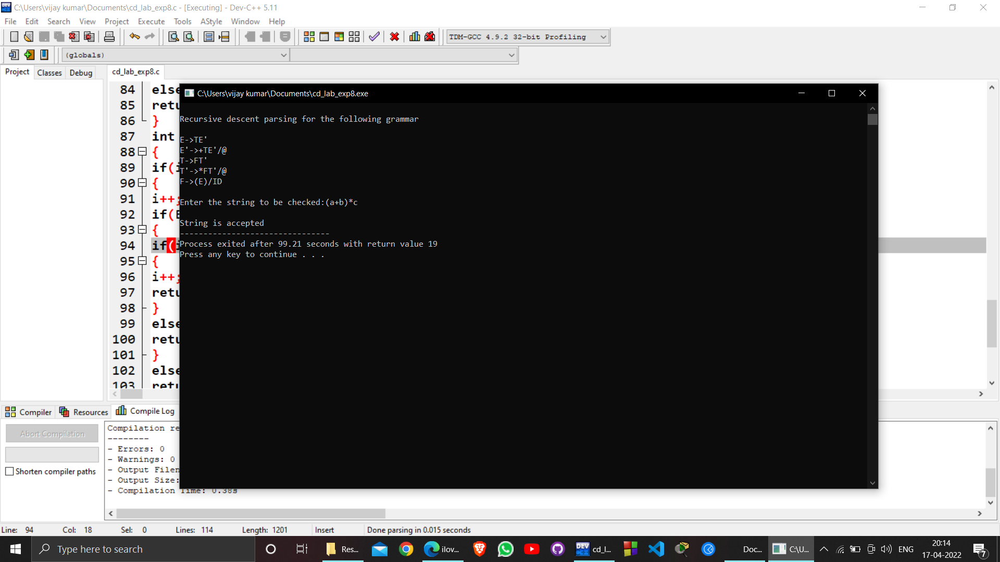 C:\Users\vijay kumar\Documents\cd_lab_exp8.c - [Executing] - Dev-C++ 5.11
File Edit Search View Project Execute Tools AStyle Window Help
TDM-GCC 4.9.2 32-bit Profiling
(globals)
Project Classes Debug
cd_lab_exp8.c
84 else
85 retu
86 }
87 int
88 {
89 if(i
90 {
91 i++;
92 if(E
93 {
94 if(i
95 {
96 i++;
97 retu
98 }
99 else
100 retu
101 }
102 else
103 retu
C:\Users\vijay kumar\Documents\cd_lab_exp8.exe
Recursive descent parsing for the following grammar
E->TE'
E'->+TE'/@
T->FT'
T'->*FT'/@
F->(E)/ID
Enter the string to be checked:(a+b)*c
String is accepted
--------------------------------
Process exited after 99.21 seconds with return value 19
Press any key to continue . . .
Compiler Resources Compile Log
Abort Compilation
Shorten compiler paths
Compilation re
--------
- Errors: 0
- Warnings: 0
- Output Filen
- Output Size:
- Compilation Time: 0.38s
Line: 94 Col: 18 Sel: 0 Lines: 114 Length: 1201 Insert Done parsing in 0.015 seconds
Type here to search
Res...
ilov...
DEV
cd_l...
Doc...
C:\U...
ENG
20:14
17-04-2022
7